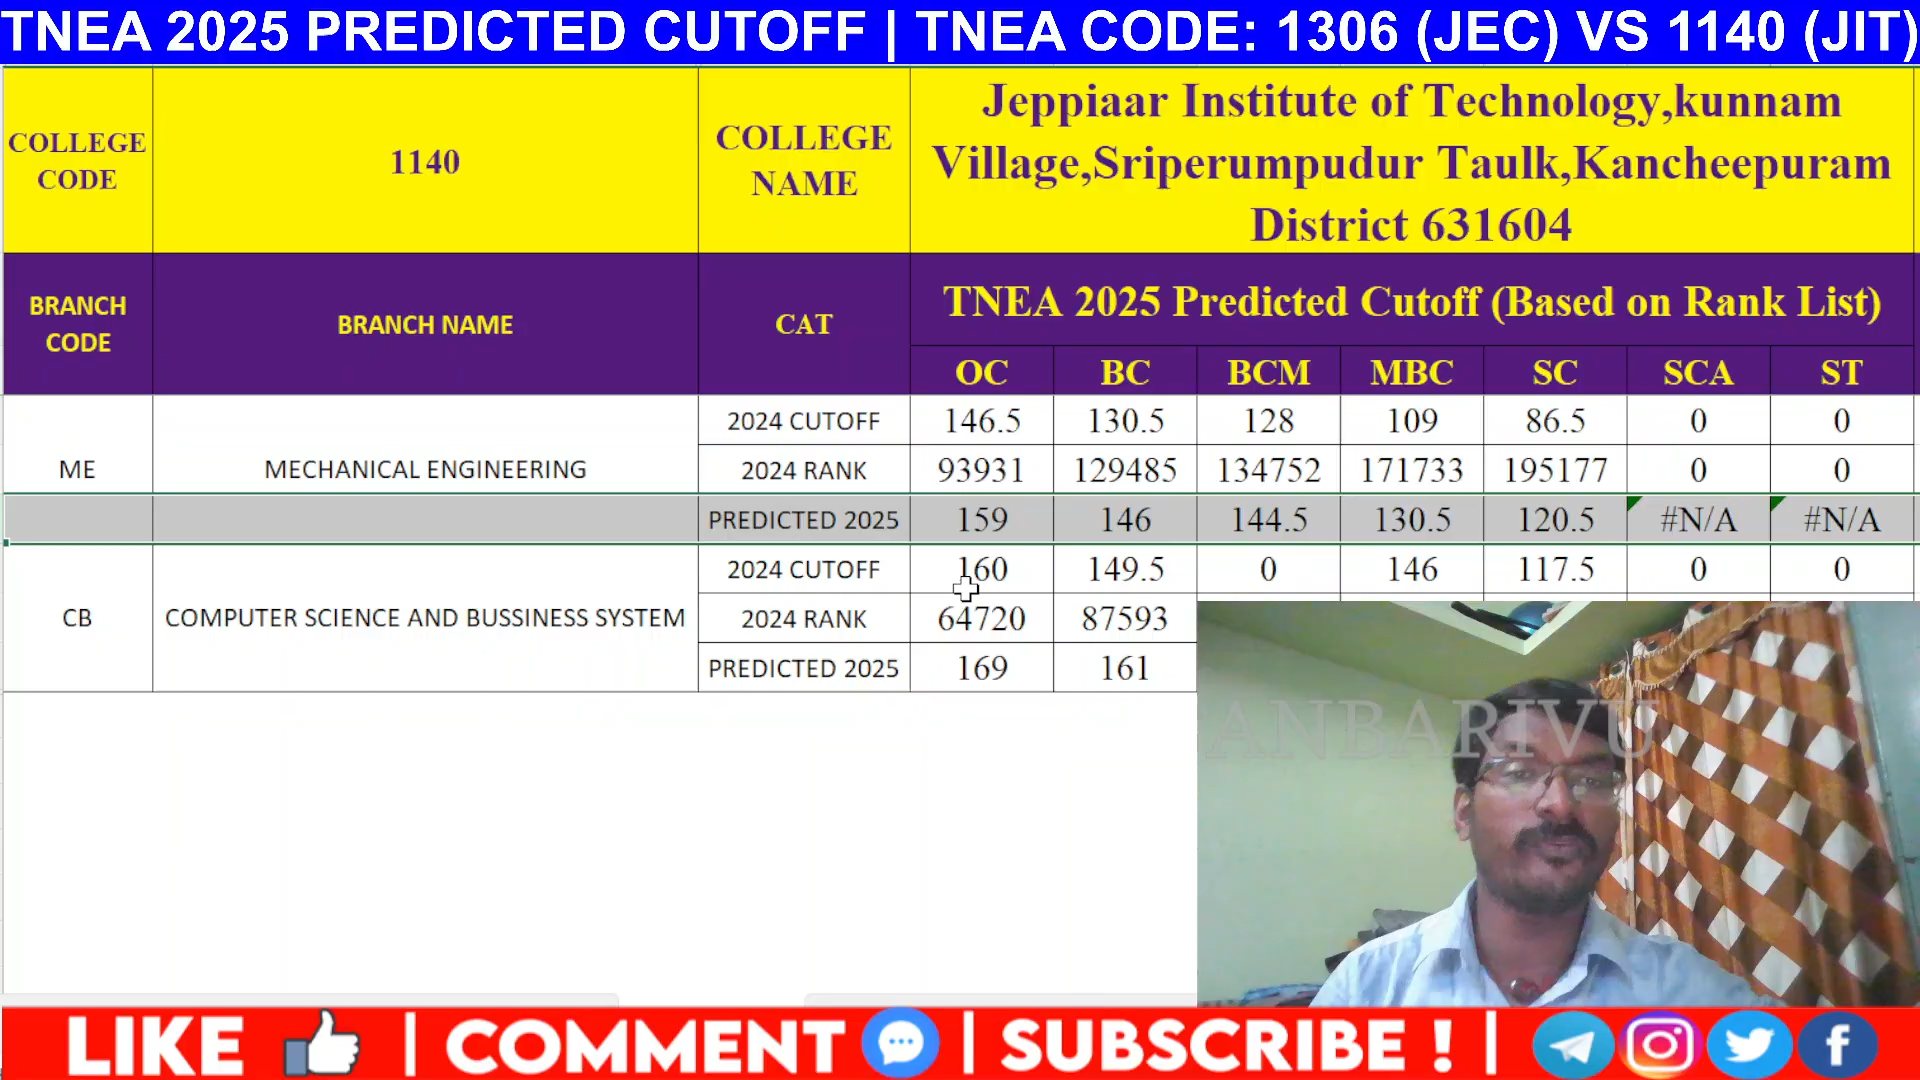 TNEA 2025 PREDICTED CUTOFF | TNEA CODE: 1306 (JEC) VS 1140 (JIT)
COLLEGE CODE 1140 COLLEGE NAME Jeppiaar Institute of Technology,kunnam Village,Sriperumpudur Taulk,Kancheepuram District 631604
BRANCH CODE BRANCH NAME CAT TNEA 2025 Predicted Cutoff (Based on Rank List)
OC BC BCM MBC SC SCA ST
2024 CUTOFF 146.5 130.5 128 109 86.5 0 0
ME MECHANICAL ENGINEERING 2024 RANK 93931 129485 134752 171733 195177 0 0
PREDICTED 2025 159 146 144.5 130.5 120.5 #N/A #N/A
2024 CUTOFF 160 149.5 0 146 117.5 0 0
CB COMPUTER SCIENCE AND BUSSINESS SYSTEM 2024 RANK 64720 87593
PREDICTED 2025 169 161
ANBARIVU
LIKE | COMMENT | SUBSCRIBE ! |